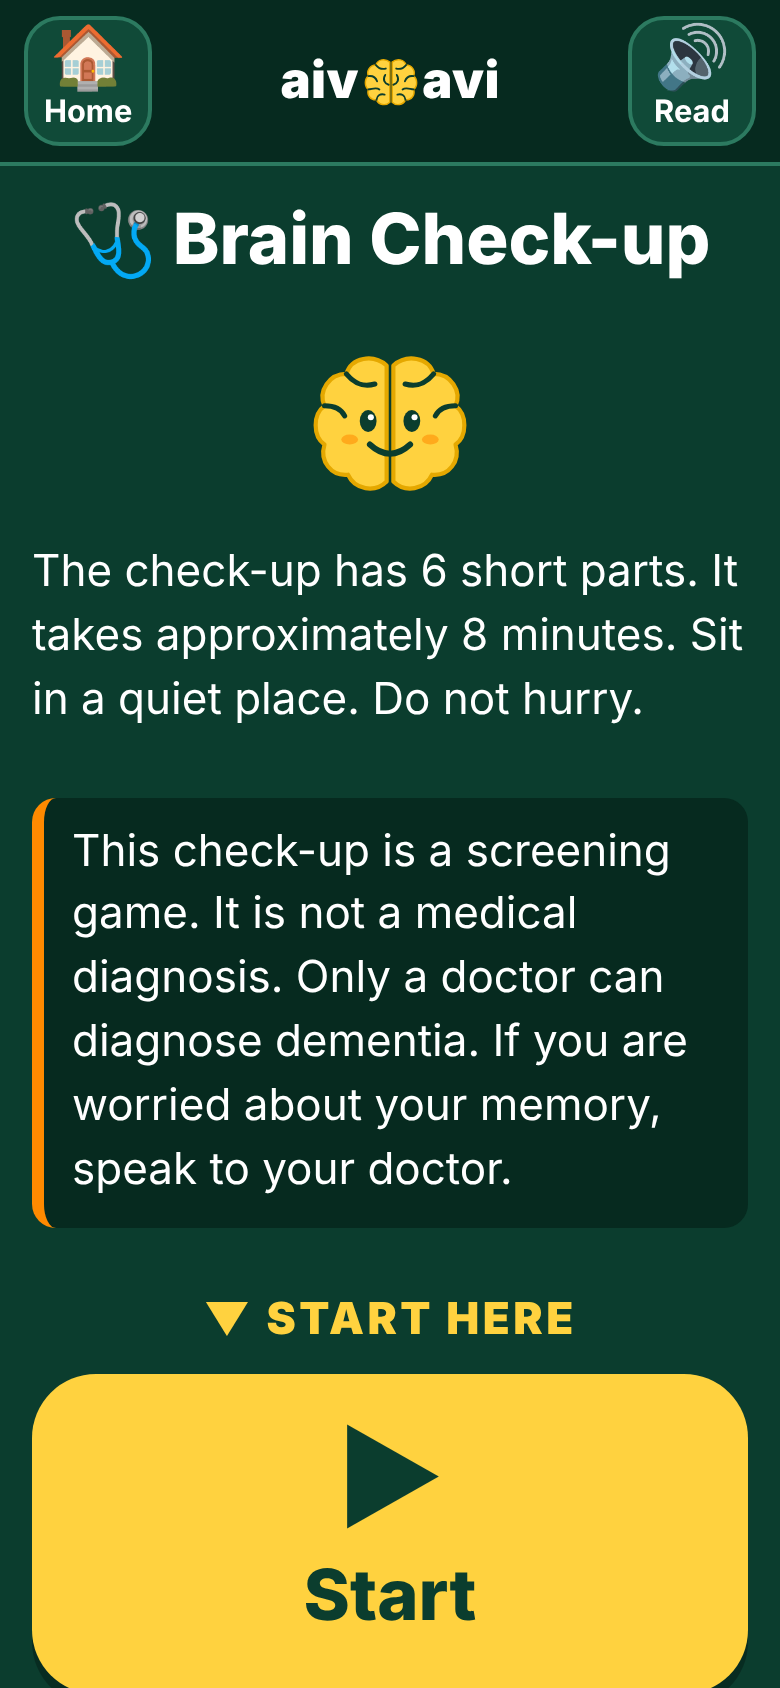 Home
aivavi
Read
Brain Check-up
The check-up has 6 short parts. It
takes approximately 8 minutes. Sit
in a quiet place. Do not hurry.
This check-up is a screening
game. It is not a medical
diagnosis. Only a doctor can
diagnose dementia. If you are
worried about your memory,
speak to your doctor.
▼ START HERE
Start